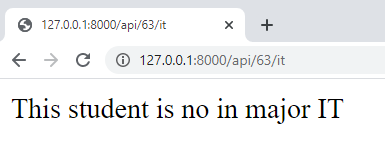 127.0.0.1:8000/api/63/it
127.0.0.1:8000/api/63/it
This student is no in major IT